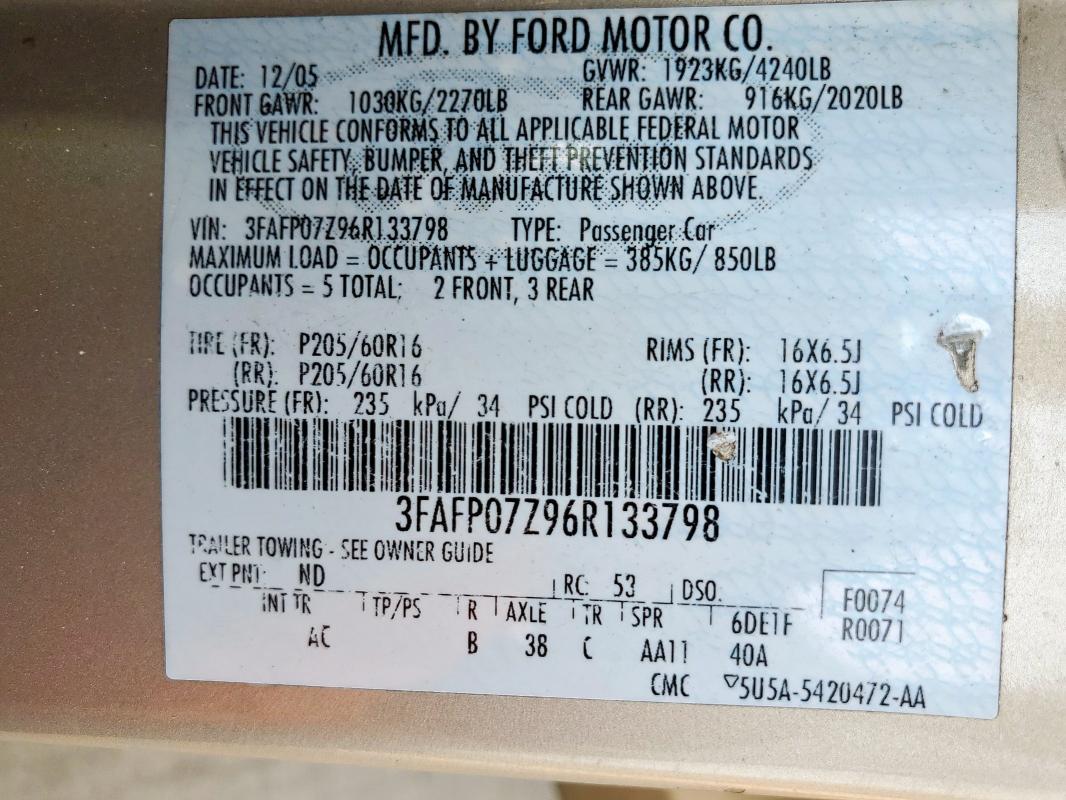 MFD. BY FORD MOTOR CO.
DATE: 12/05 GVWR: 1923KG/4240LB
FRONT GAWR: 1030KG/2270LB REAR GAWR: 916KG/2020LB
THIS VEHICLE CONFORMS TO ALL APPLICABLE FEDERAL MOTOR
VEHICLE SAFETY, BUMPER, AND THEFT PREVENTION STANDARDS
IN EFFECT ON THE DATE OF MANUFACTURE SHOWN ABOVE.
VIN: 3FAFP07Z96R133798 TYPE: Passenger Car
MAXIMUM LOAD = OCCUPANTS + LUGGAGE = 385KG/ 850LB
OCCUPANTS = 5 TOTAL; 2 FRONT, 3 REAR
TIRE (FR): P205/60R16 RIMS (FR): 16X6.5J
(RR): P205/60R16 (RR): 16X6.5J
PRESSURE (FR): 235 kPa/ 34 PSI COLD (RR): 235 kPa/ 34 PSI COLD
3FAFP07Z96R133798
TRAILER TOWING - SEE OWNER GUIDE
EXT PNT: ND RC: 53 DSO:
INT TR TP/PS R AXLE TR SPR 6DE1F F0074
AC B 38 C AA11 40A R0071
CMC ▽5U5A-5420472-AA